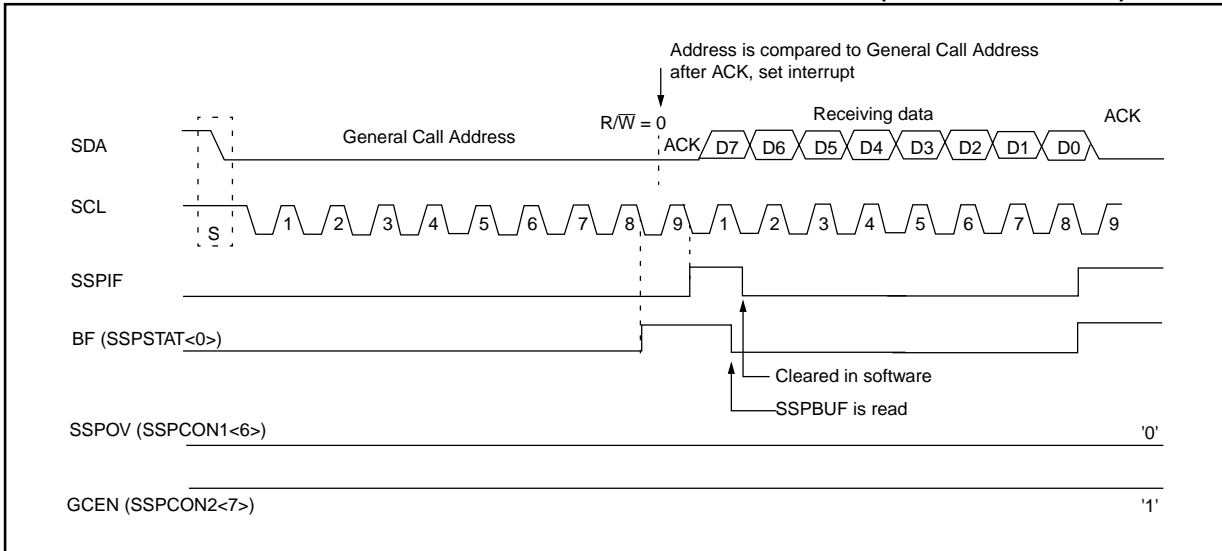 Address is compared to General Call Address
after ACK, set interrupt
R/W̅ = 0
Receiving data
ACK
SDA
General Call Address
ACK
D7 D6 D5 D4 D3 D2 D1 D0
SCL
S
1 2 3 4 5 6 7 8 9 1 2 3 4 5 6 7 8 9
SSPIF
BF (SSPSTAT<0>)
Cleared in software
SSPBUF is read
SSPOV (SSPCON1<6>)
'0'
GCEN (SSPCON2<7>)
'1'